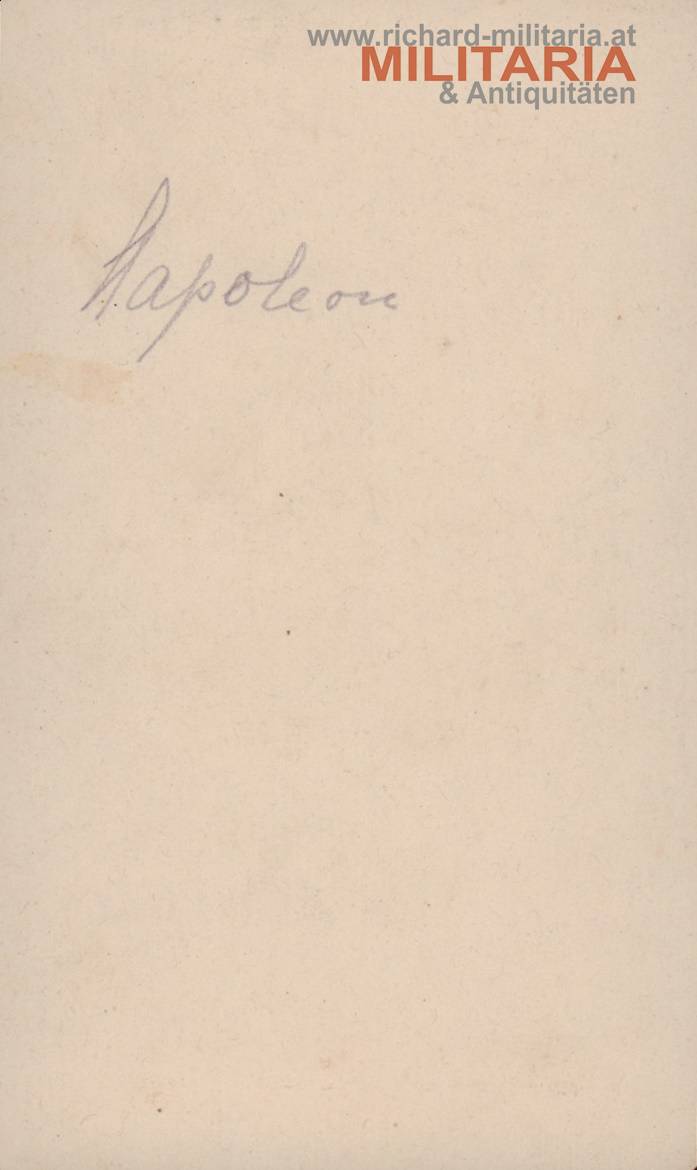 www.richard-militaria.at
MILITARIA
& Antiquitäten
Napoleon